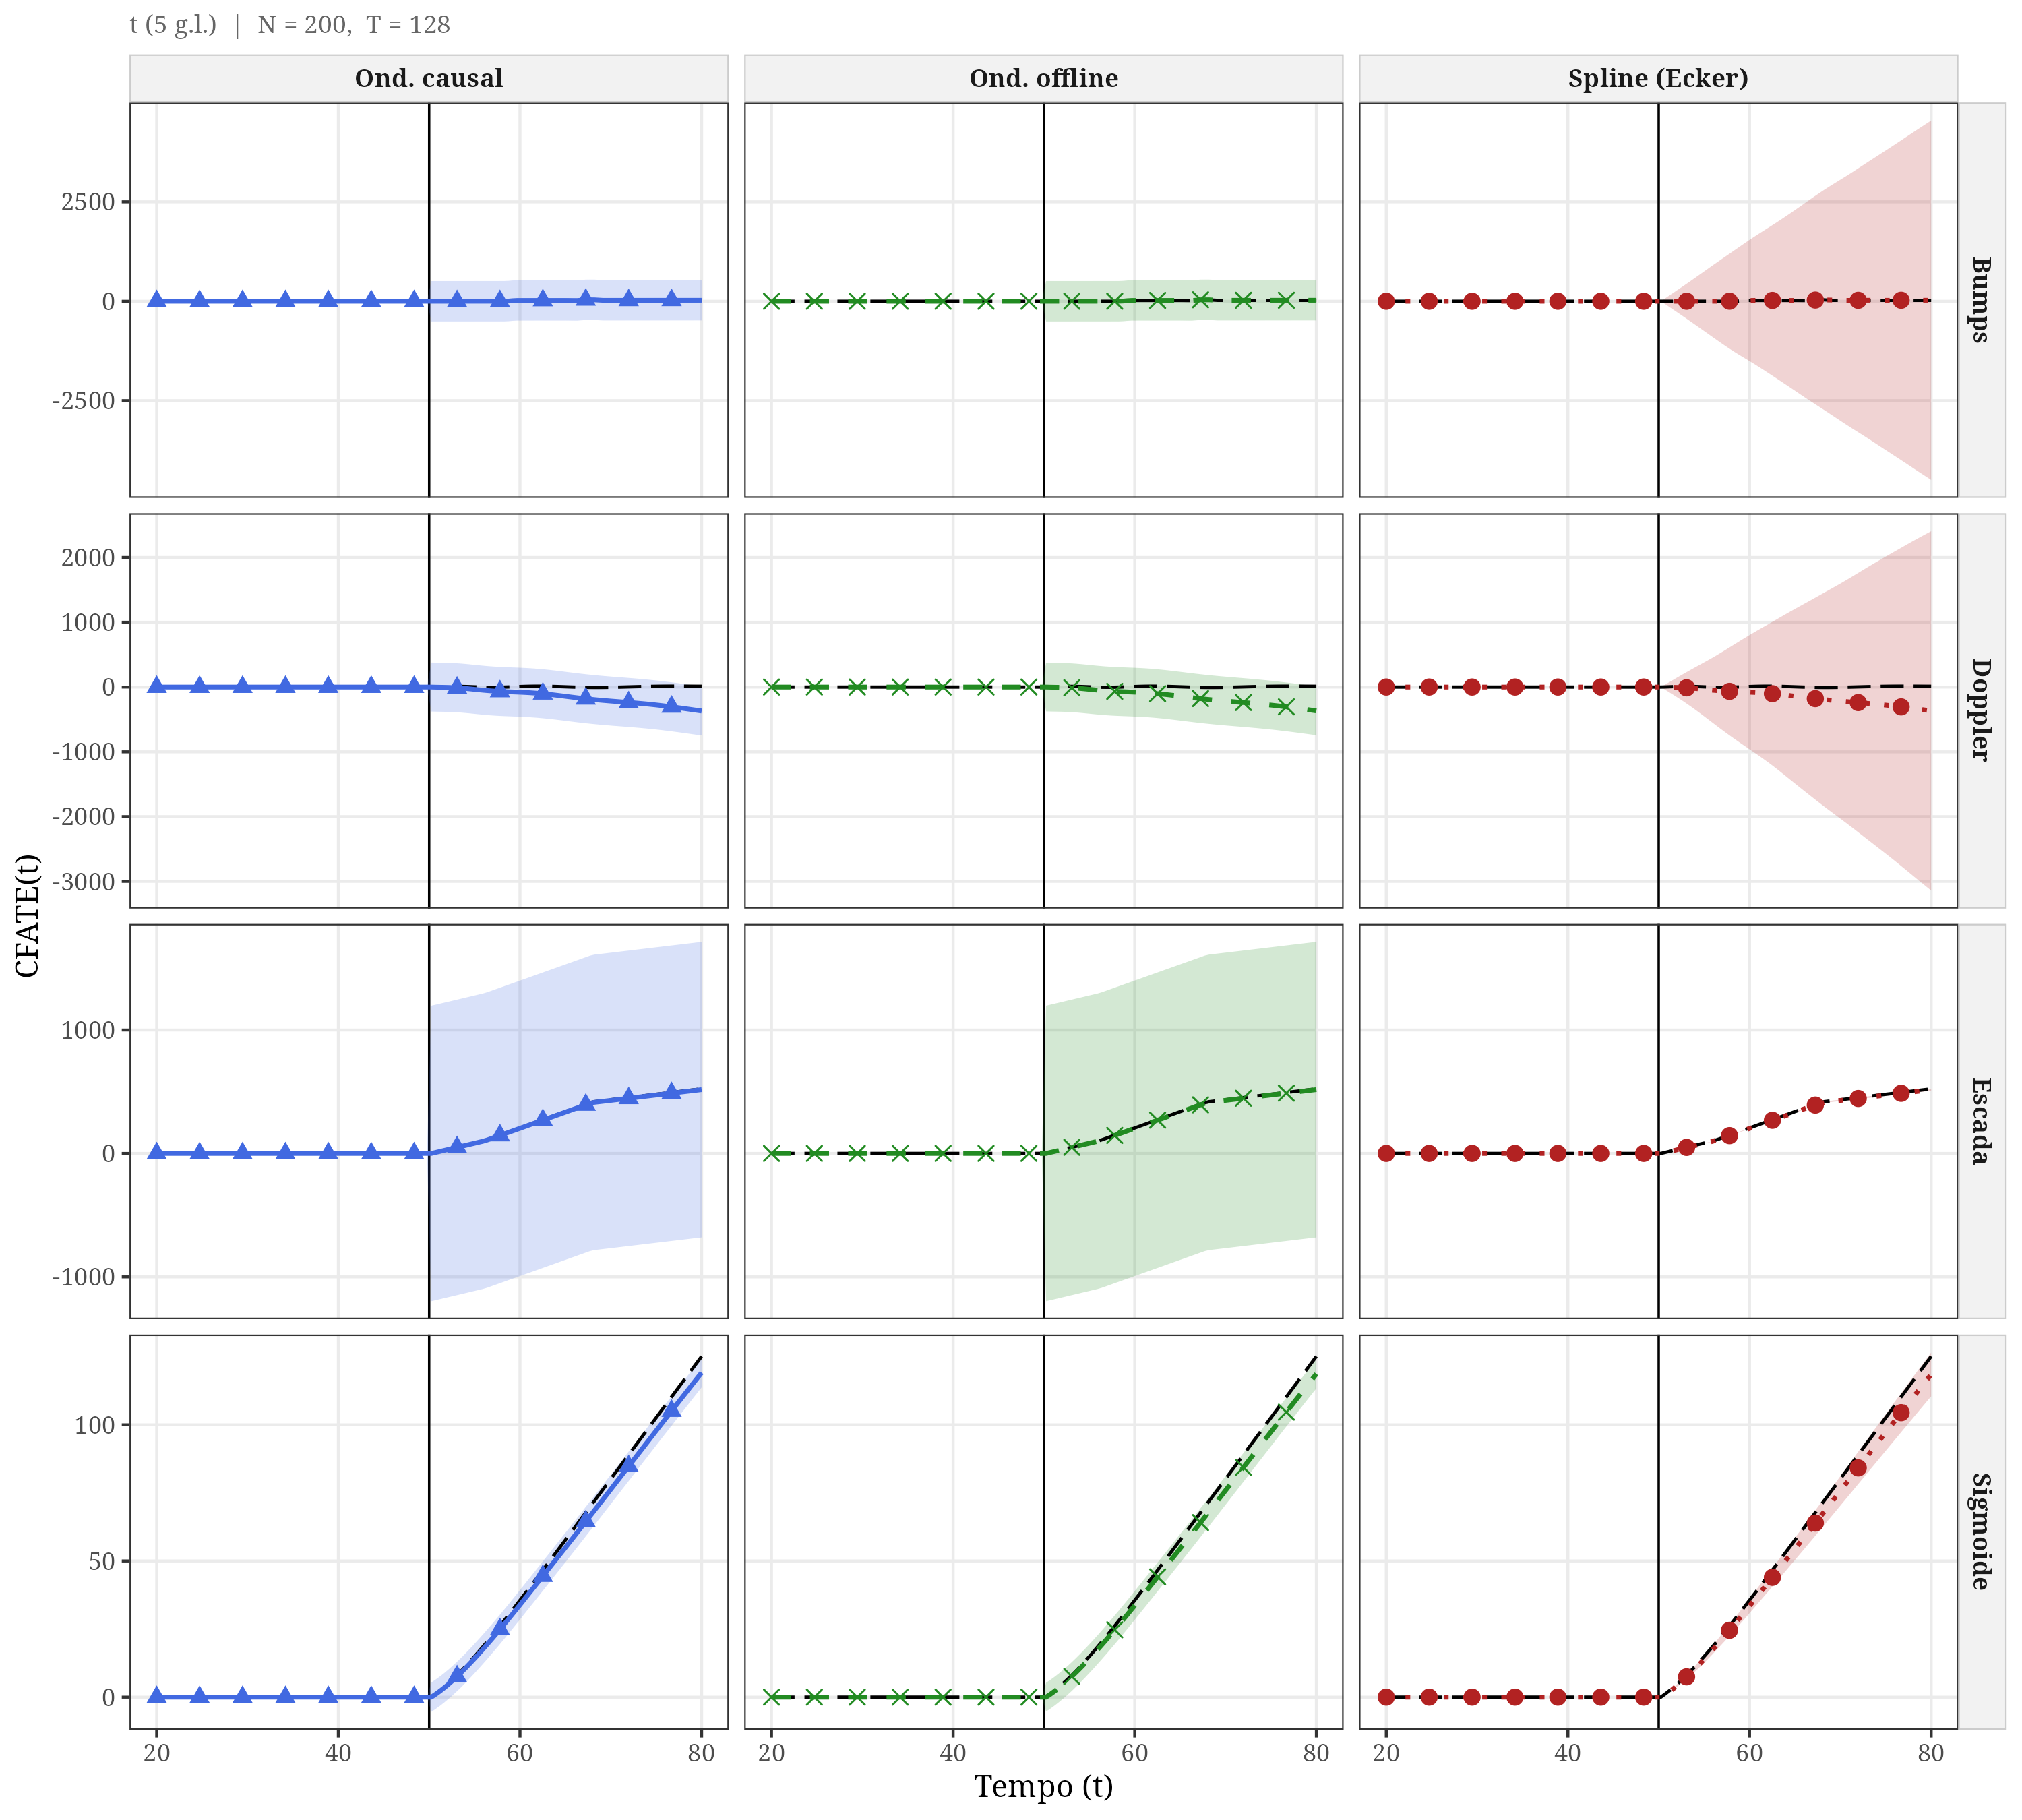 t (5 g.l.) | N = 200, T = 128
Ond. causal
Ond. offline
Spline (Ecker)
2500
0
-2500
Bumps
2000
1000
0
-1000
-2000
-3000
Doppler
CFATE(t)
1000
0
-1000
Escada
100
50
0
Sigmoide
20 40 60 80
20 40 60 80
20 40 60 80
Tempo (t)